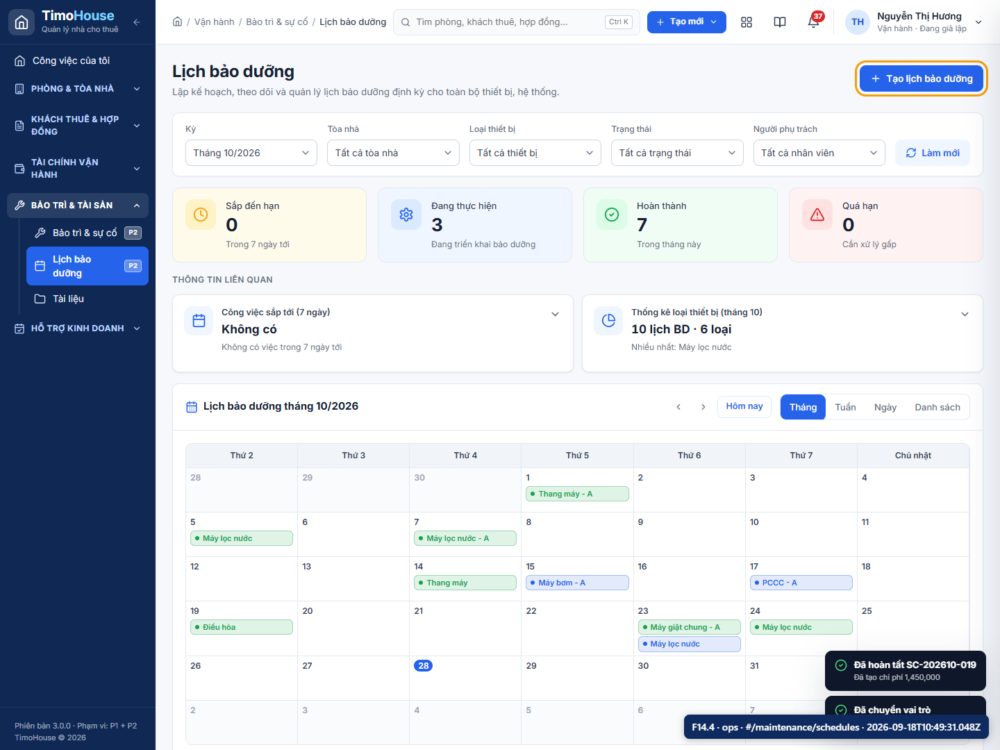 TimoHouse
Quản lý nhà cho thuê
Công việc của tôi
PHÒNG & TÒA NHÀ
KHÁCH THUÊ & HỢP
ĐỒNG
TÀI CHÍNH VẬN
HÀNH
BẢO TRÌ & TÀI SẢN
Bảo trì & sự cố P2
Lịch bảo
dưỡng P2
Tài liệu
HỖ TRỢ KINH DOANH
Phiên bản 3.0.0 · Phạm vi: P1 + P2
TimoHouse © 2026
/ Vận hành / Bảo trì & sự cố / Lịch bảo dưỡng
Tìm phòng, khách thuê, hợp đồng... Ctrl K
Tạo mới
37
TH
Nguyễn Thị Hương
Vận hành · Đang giả lập
Lịch bảo dưỡng
Lập kế hoạch, theo dõi và quản lý lịch bảo dưỡng định kỳ cho toàn bộ thiết bị, hệ thống.
Tạo lịch bảo dưỡng
Kỳ Tòa nhà Loại thiết bị Trạng thái Người phụ trách
Tháng 10/2026 Tất cả tòa nhà Tất cả thiết bị Tất cả trạng thái Tất cả nhân viên Làm mới
Sắp đến hạn
0
Trong 7 ngày tới
Đang thực hiện
3
Đang triển khai bảo dưỡng
Hoàn thành
7
Trong tháng này
Quá hạn
0
Cần xử lý gấp
THÔNG TIN LIÊN QUAN
Công việc sắp tới (7 ngày)
Không có
Không có việc trong 7 ngày tới
Thống kê loại thiết bị (tháng 10)
10 lịch BD · 6 loại
Nhiều nhất: Máy lọc nước
Lịch bảo dưỡng tháng 10/2026
Hôm nay Tháng Tuần Ngày Danh sách
Thứ 2 Thứ 3 Thứ 4 Thứ 5 Thứ 6 Thứ 7 Chủ nhật
28 29 30 1 2 3 4
Thang máy - A
5 6 7 8 9 10 11
Máy lọc nước Máy lọc nước - A
12 13 14 15 16 17 18
Thang máy Máy bơm - A PCCC - A
19 20 21 22 23 24 25
Điều hòa Máy giặt chung - A Máy lọc nước
Máy lọc nước
26 27 28 29 30 31
2 3 4 5 6 7
Đã hoàn tất SC-202610-019
Đã tạo chi phí 1,450,000
Đã chuyển vai trò
F14.4 · ops · #/maintenance/schedules · 2026-09-18T10:49:31.048Z